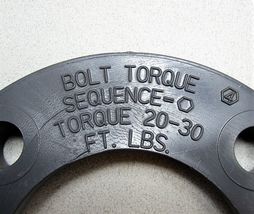 BOLT TORQUE
SEQUENCE-
TORQUE 20-30
FT. LBS.